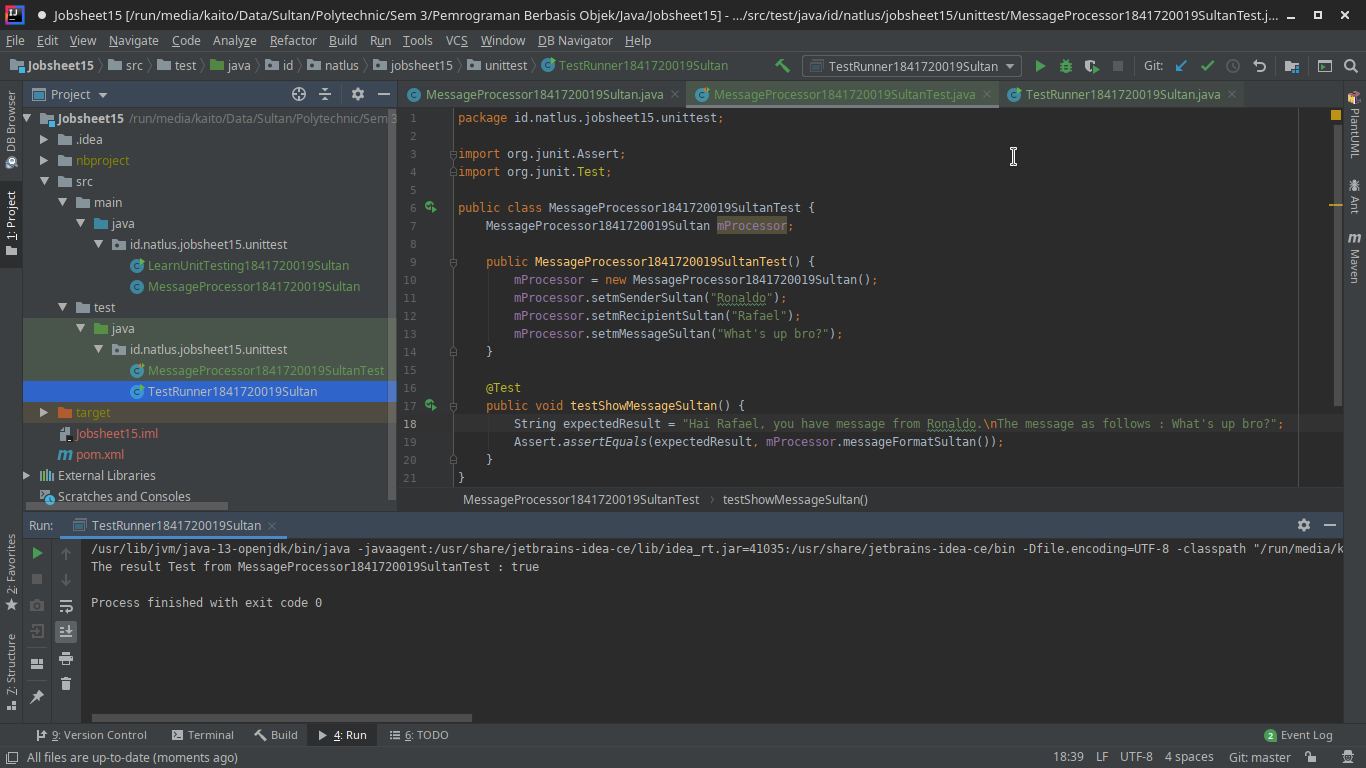 Jobsheet15 [/run/media/kaito/Data/Sultan/Polytechnic/Sem 3/Pemrograman Berbasis Objek/Java/Jobsheet15] - .../src/test/java/id/natlus/jobsheet15/unittest/MessageProcessor1841720019SultanTest.j...
File Edit View Navigate Code Analyze Refactor Build Run Tools VCS Window DB Navigator Help
Jobsheet15 src test java id natlus jobsheet15 unittest TestRunner1841720019Sultan TestRunner1841720019Sultan Git:
DB Browser
1: Project
2: Favorites
7: Structure
Project
Jobsheet15 /run/media/kaito/Data/Sultan/Polytechnic/Sem 3
.idea
nbproject
src
main
java
id.natlus.jobsheet15.unittest
LearnUnitTesting1841720019Sultan
MessageProcessor1841720019Sultan
test
java
id.natlus.jobsheet15.unittest
MessageProcessor1841720019SultanTest
TestRunner1841720019Sultan
target
Jobsheet15.iml
pom.xml
External Libraries
Scratches and Consoles
MessageProcessor1841720019Sultan.java MessageProcessor1841720019SultanTest.java TestRunner1841720019Sultan.java
1 package id.natlus.jobsheet15.unittest;
2
3 import org.junit.Assert;
4 import org.junit.Test;
5
6 public class MessageProcessor1841720019SultanTest {
7 MessageProcessor1841720019Sultan mProcessor;
8
9 public MessageProcessor1841720019SultanTest() {
10 mProcessor = new MessageProcessor1841720019Sultan();
11 mProcessor.setmSenderSultan("Ronaldo");
12 mProcessor.setmRecipientSultan("Rafael");
13 mProcessor.setmMessageSultan("What's up bro?");
14 }
15
16 @Test
17 public void testShowMessageSultan() {
18 String expectedResult = "Hai Rafael, you have message from Ronaldo.\nThe message as follows : What's up bro?";
19 Assert.assertEquals(expectedResult, mProcessor.messageFormatSultan());
20 }
21 }
MessageProcessor1841720019SultanTest › testShowMessageSultan()
PlantUML
Ant
Maven
Run: TestRunner1841720019Sultan
/usr/lib/jvm/java-13-openjdk/bin/java -javaagent:/usr/share/jetbrains-idea-ce/lib/idea_rt.jar=41035:/usr/share/jetbrains-idea-ce/bin -Dfile.encoding=UTF-8 -classpath "/run/media/k
The result Test from MessageProcessor1841720019SultanTest : true
Process finished with exit code 0
9: Version Control Terminal Build 4: Run 6: TODO 2 Event Log
All files are up-to-date (moments ago) 18:39 LF UTF-8 4 spaces Git: master